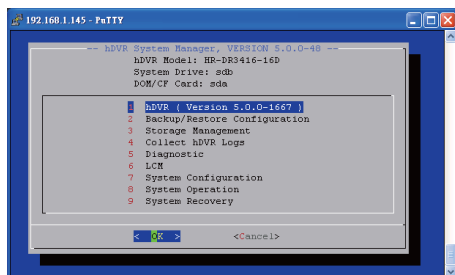 192.168.1.145 - PuTTY
-- hDVR System Manager, VERSION 5.0.0-48 --
hDVR Model: HR-DR3416-16D
System Drive: sdb
DOM/CF Card: sda
1 hDVR ( Version 5.0.0-1667 )
2 Backup/Restore Configuration
3 Storage Management
4 Collect hDVR Logs
5 Diagnostic
6 LCM
7 System Configuration
8 System Operation
9 System Recovery
< OK > <Cancel>